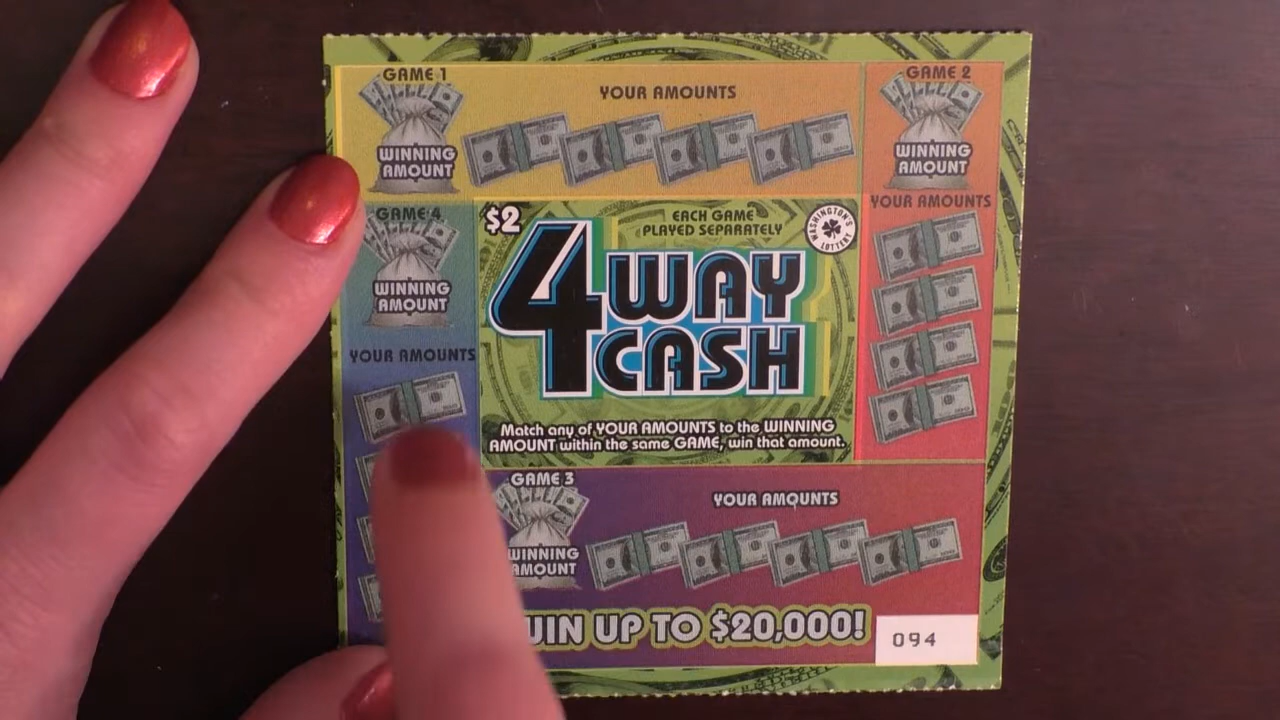 GAME 1
WINNING
AMOUNT
YOUR AMOUNTS
GAME 2
WINNING
AMOUNT
YOUR AMOUNTS
GAME 4
WINNING
AMOUNT
YOUR AMOUNTS
$2
EACH GAME
PLAYED SEPARATELY
WASHINGTON'S
LOTTERY
4 WAY
CASH
Match any of YOUR AMOUNTS to the WINNING
AMOUNT within the same GAME, win that amount.
GAME 3
WINNING
AMOUNT
YOUR AMOUNTS
WIN UP TO $20,000!
094